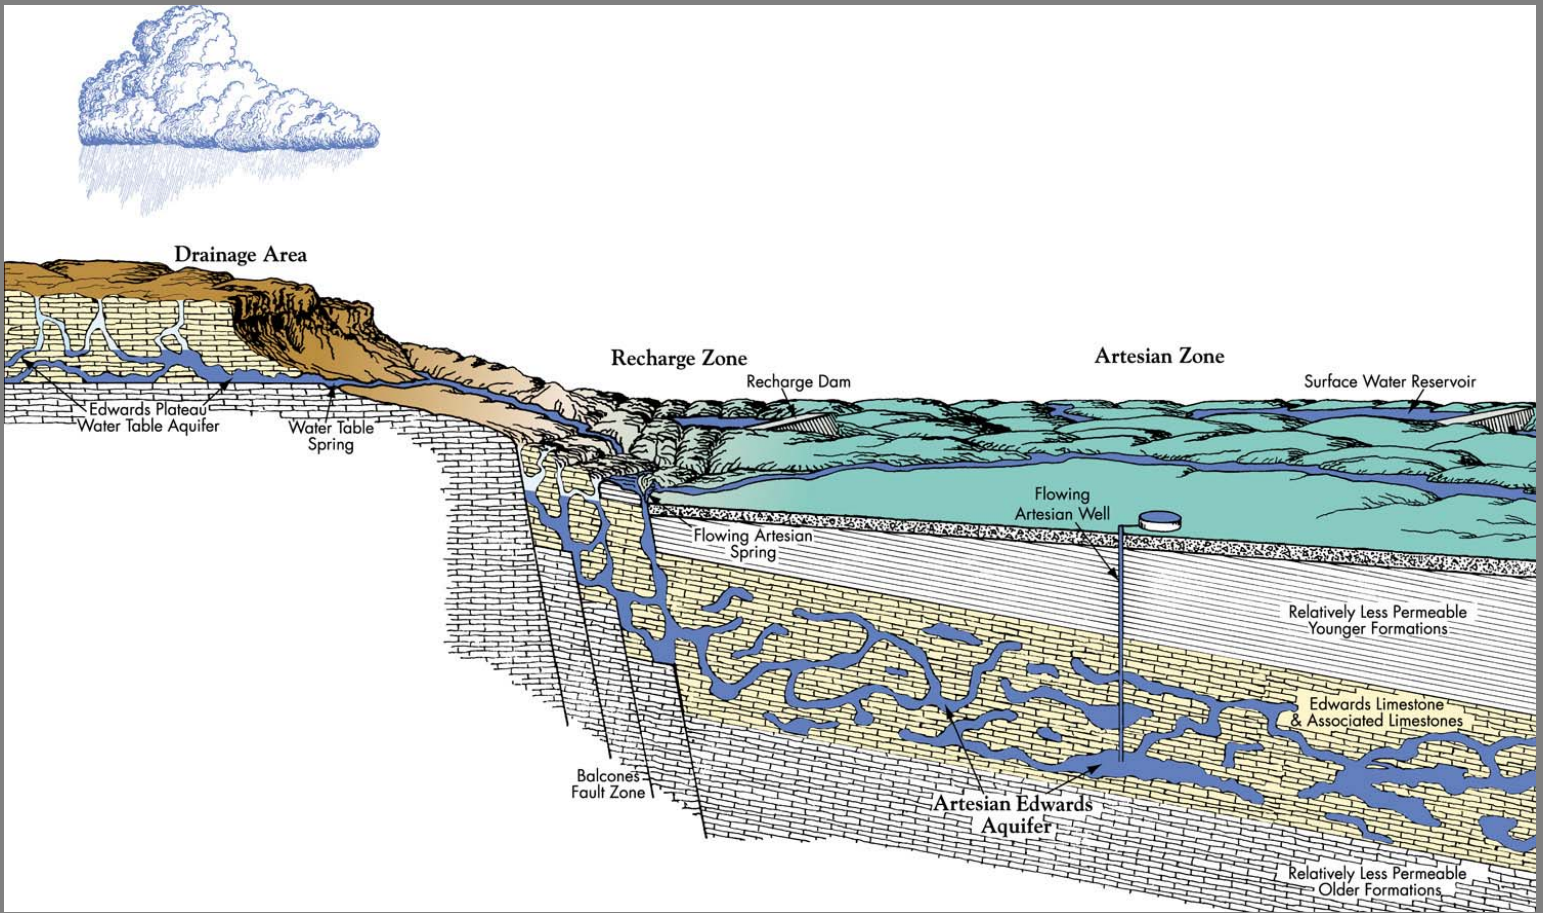 Drainage Area
Recharge Zone
Artesian Zone
Recharge Dam
Surface Water Reservoir
Edwards Plateau
Water Table Aquifer
Water Table
Spring
Flowing
Artesian Well
Flowing Artesian
Spring
Relatively Less Permeable
Younger Formations
Edwards Limestone
& Associated Limestones
Balcones
Fault Zone
Artesian Edwards
Aquifer
Relatively Less Permeable
Older Formations